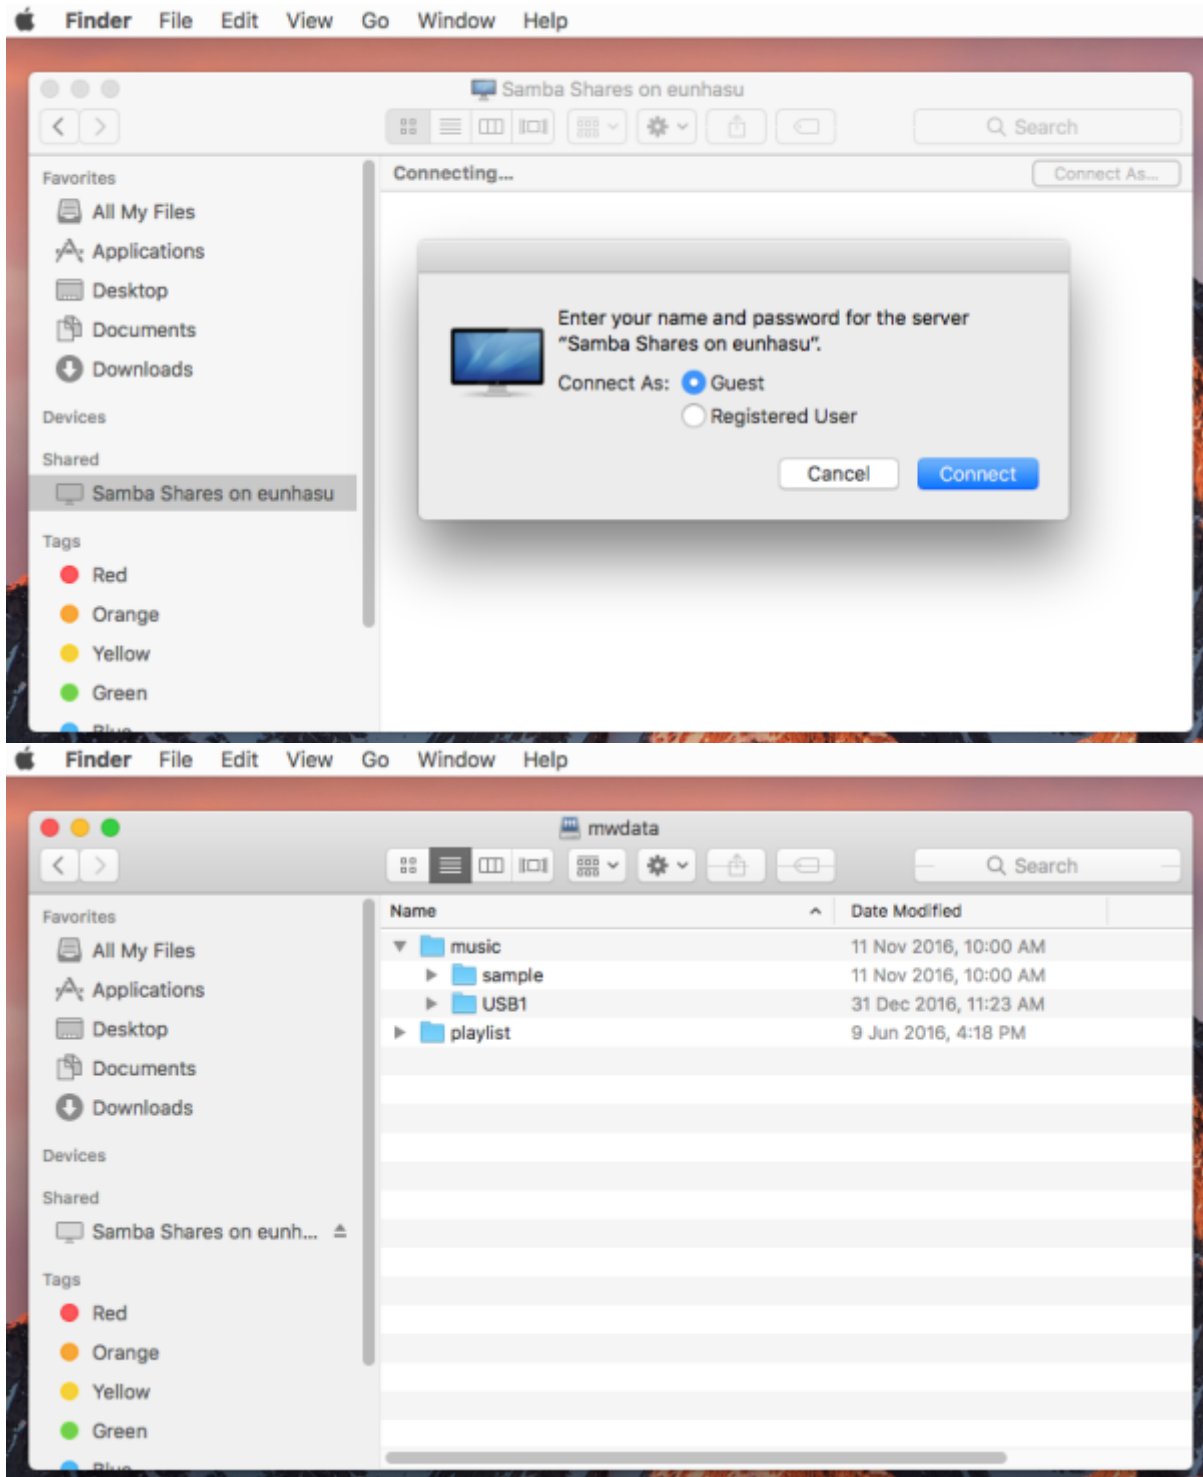 Finder File Edit View Go Window Help
Samba Shares on eunhasu
Search
Favorites
Connecting...
Connect As...
All My Files
Applications
Desktop
Documents
Downloads
Enter your name and password for the server
“Samba Shares on eunhasu”.
Connect As: Guest
Registered User
Cancel Connect
Devices
Shared
Samba Shares on eunhasu
Tags
Red
Orange
Yellow
Green
Blue
Finder File Edit View Go Window Help
mwdata
Search
Favorites
All My Files
Applications
Desktop
Documents
Downloads
Devices
Shared
Samba Shares on eunh...
Tags
Red
Orange
Yellow
Green
Blue
Name Date Modified
music 11 Nov 2016, 10:00 AM
sample 11 Nov 2016, 10:00 AM
USB1 31 Dec 2016, 11:23 AM
playlist 9 Jun 2016, 4:18 PM